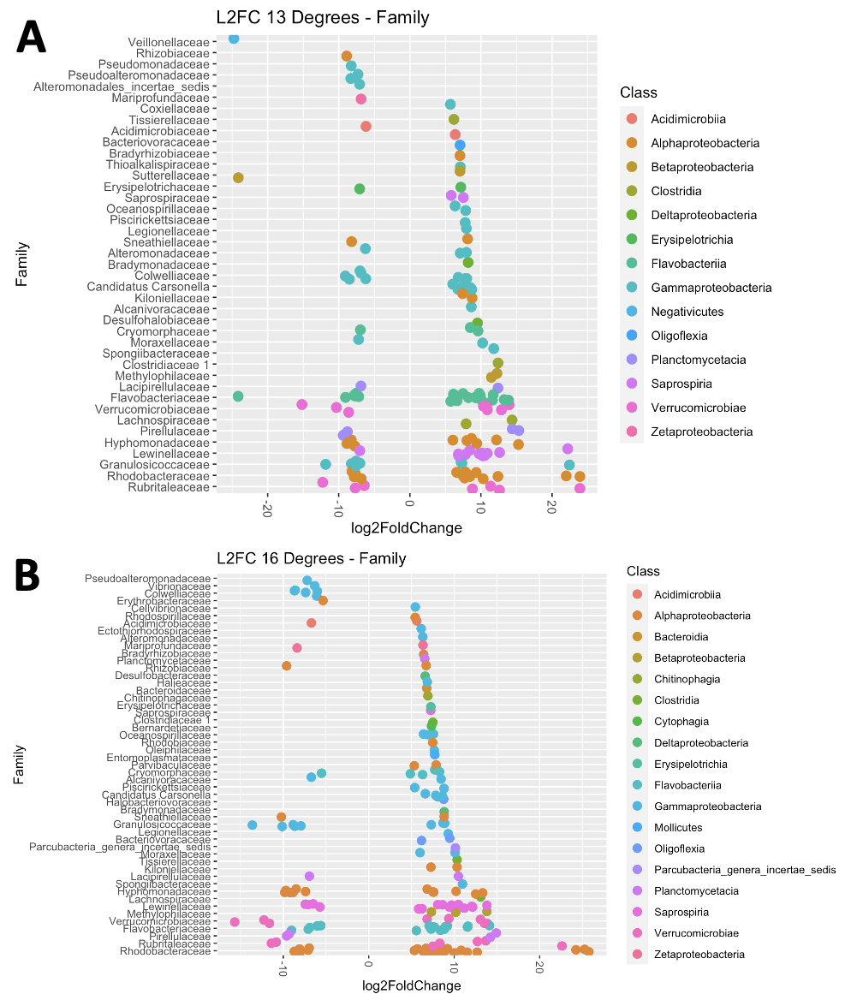 A
L2FC 13 Degrees - Family
Veillonellaceae
Rhizobiaceae
Pseudomonadaceae
Pseudoalteromonadaceae
Alteromonadales_incertae_sedis
Mariprofundaceae
Coxiellaceae
Tissierellaceae
Acidimicrobiaceae
Bacteriovoracaceae
Bradyrhizobiaceae
Thioalkalispiraceae
Sutterellaceae
Erysipelotrichaceae
Saprospiraceae
Oceanospirillaceae
Piscirickettsiaceae
Legionellaceae
Sneathiellaceae
Alteromonadaceae
Bradymonadaceae
Colwelliaceae
Candidatus Carsonella
Kiloniellaceae
Alcanivoracaceae
Desulfohalobiaceae
Cryomorphaceae
Moraxellaceae
Spongiibacteraceae
Clostridiaceae 1
Methylophilaceae
Lacipirellulaceae
Flavobacteriaceae
Verrucomicrobiaceae
Lachnospiraceae
Pirellulaceae
Hyphomonadaceae
Lewinellaceae
Granulosicoccaceae
Rhodobacteraceae
Rubritaleaceae
Family
-20
-10
0
10
20
log2FoldChange
Class
Acidimicrobiia
Alphaproteobacteria
Betaproteobacteria
Clostridia
Deltaproteobacteria
Erysipelotrichia
Flavobacteriia
Gammaproteobacteria
Negativicutes
Oligoflexia
Planctomycetacia
Saprospiria
Verrucomicrobiae
Zetaproteobacteria
B
L2FC 16 Degrees - Family
Pseudoalteromonadaceae
Vibrionaceae
Colwelliaceae
Erythrobacteraceae
Cellvibrionaceae
Rhodospirillaceae
Acidimicrobiaceae
Ectothiorhodospiraceae
Alteromonadaceae
Mariprofundaceae
Bradyrhizobiaceae
Planctomycetaceae
Rhizobiaceae
Desulfobacteraceae
Halieaceae
Bacteroidaceae
Chitinophagaceae
Erysipelotrichaceae
Saprospiraceae
Clostridiaceae 1
Bernardetiaceae
Oceanospirillaceae
Rhodobiaceae
Oleiphilaceae
Entomoplasmataceae
Parvibaculaceae
Cryomorphaceae
Alcanivoracaceae
Piscirickettsiaceae
Candidatus Carsonella
Halobacteriovoraceae
Bradymonadaceae
Sneathiellaceae
Granulosicoccaceae
Legionellaceae
Bacteriovoracaceae
Parcubacteria_genera_incertae_sedis
Moraxellaceae
Tissierellaceae
Kiloniellaceae
Lacipirellulaceae
Spongiibacteraceae
Hyphomonadaceae
Lachnospiraceae
Lewinellaceae
Methylophilaceae
Verrucomicrobiaceae
Flavobacteriaceae
Pirellulaceae
Rubritaleaceae
Rhodobacteraceae
Family
-10
0
10
20
log2FoldChange
Class
Acidimicrobiia
Alphaproteobacteria
Bacteroidia
Betaproteobacteria
Chitinophagia
Clostridia
Cytophagia
Deltaproteobacteria
Erysipelotrichia
Flavobacteriia
Gammaproteobacteria
Mollicutes
Oligoflexia
Parcubacteria_genera_incertae_sedis
Planctomycetacia
Saprospiria
Verrucomicrobiae
Zetaproteobacteria